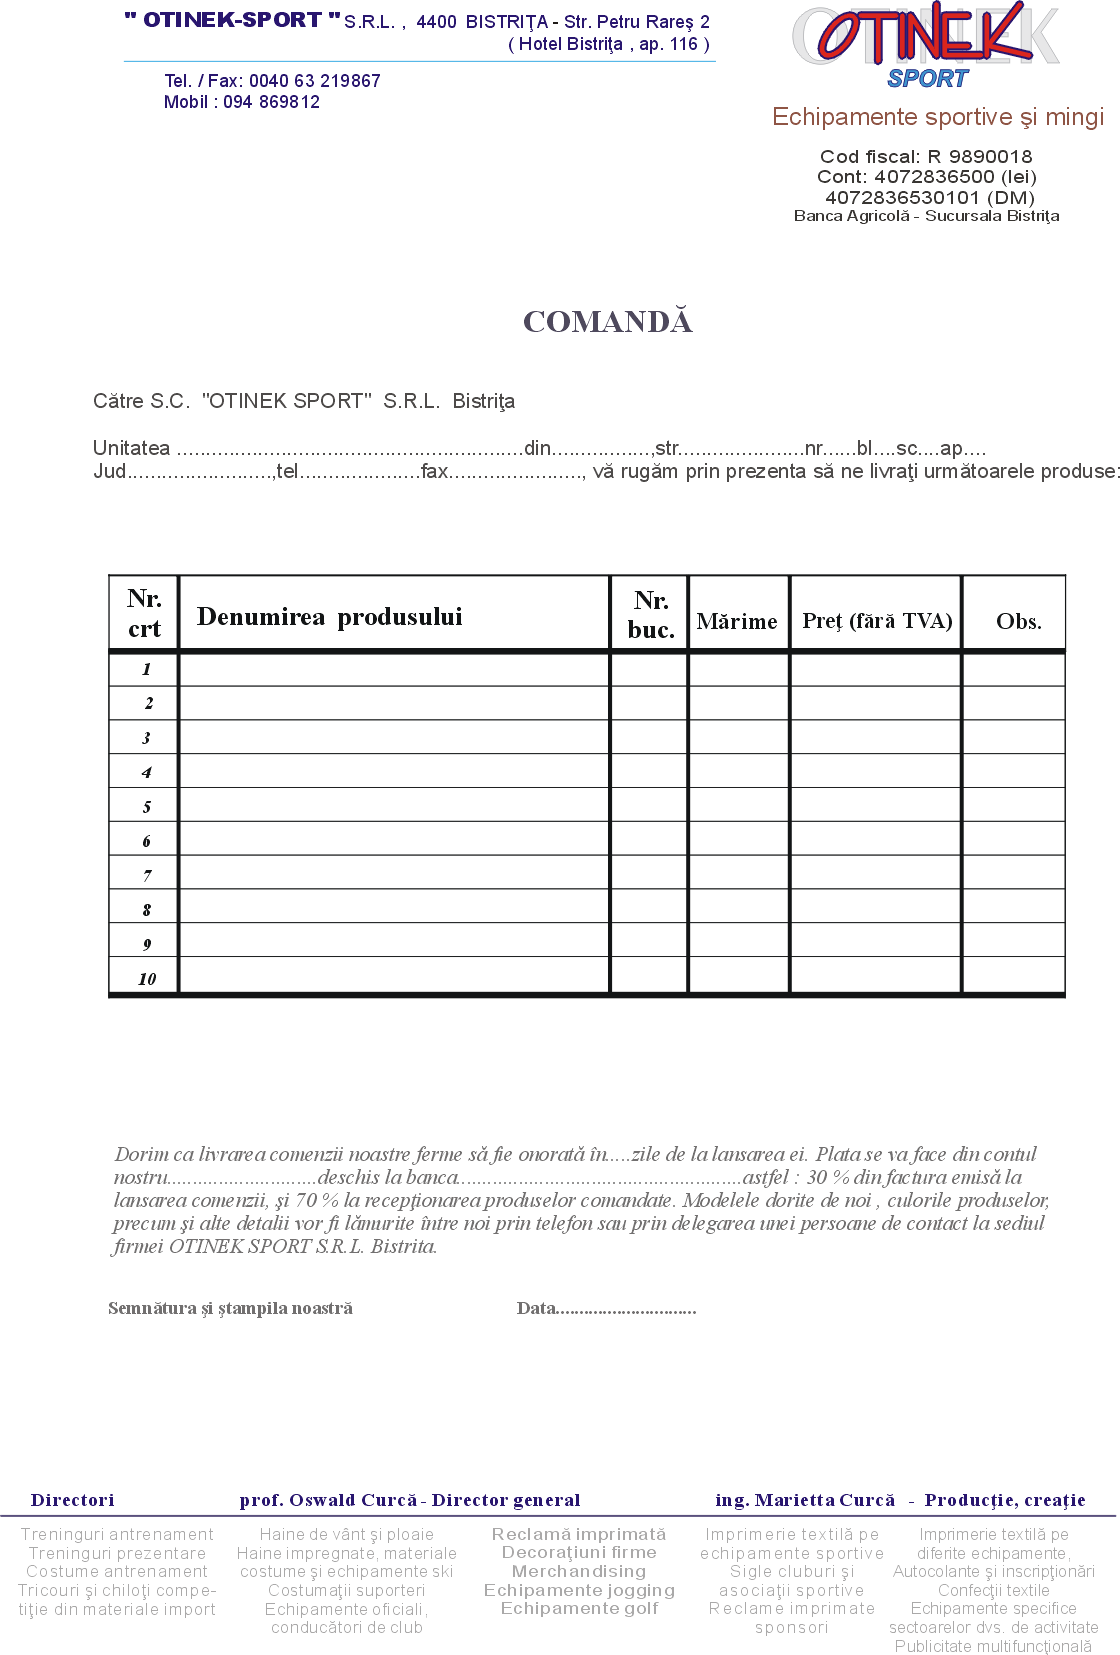 " OTINEK-SPORT " S.R.L. , 4400 BISTRIŢA - Str. Petru Rareş 2
( Hotel Bistriţa , ap. 116 )
Tel. / Fax: 0040 63 219867
Mobil : 094 869812
OTINEK
SPORT
Echipamente sportive şi mingi
Cod fiscal: R 9890018
Cont: 4072836500 (lei)
4072836530101 (DM)
Banca Agricolă - Sucursala Bistriţa
COMANDĂ
Către S.C. "OTINEK SPORT" S.R.L. Bistriţa
Unitatea ............................................................din.................,str......................nr......bl....sc....ap....
Jud.........................,tel.....................fax......................., vă rugăm prin prezenta să ne livraţi următoarele produse:
Nr. crt Denumirea produsului Nr. buc. Mărime Preţ (fără TVA) Obs.
1
2
3
4
5
6
7
8
9
10
Dorim ca livrarea comenzii noastre ferme să fie onorată în.....zile de la lansarea ei. Plata se va face din contul
nostru.............................deschis la banca.......................................................astfel : 30 % din factura emisă la
lansarea comenzii, şi 70 % la recepţionarea produselor comandate. Modelele dorite de noi , culorile produselor,
precum şi alte detalii vor fi lămurite între noi prin telefon sau prin delegarea unei persoane de contact la sediul
firmei OTINEK SPORT S.R.L. Bistrita.
Semnătura şi ştampila noastră Data..............................
Directori prof. Oswald Curcă - Director general ing. Marietta Curcă - Producţie, creaţie
Treninguri antrenament
Treninguri prezentare
Costume antrenament
Tricouri şi chiloţi compe-
tiţie din materiale import
Haine de vânt şi ploaie
Haine impregnate, materiale
costume şi echipamente ski
Costumaţii suporteri
Echipamente oficiali,
conducători de club
Reclamă imprimată
Decoraţiuni firme
Merchandising
Echipamente jogging
Echipamente golf
Imprimerie textilă pe
echipamente sportive
Sigle cluburi şi
asociaţii sportive
Reclame imprimate
sponsori
Imprimerie textilă pe
diferite echipamente,
Autocolante şi inscripţionări
Confecţii textile
Echipamente specifice
sectoarelor dvs. de activitate
Publicitate multifuncţională